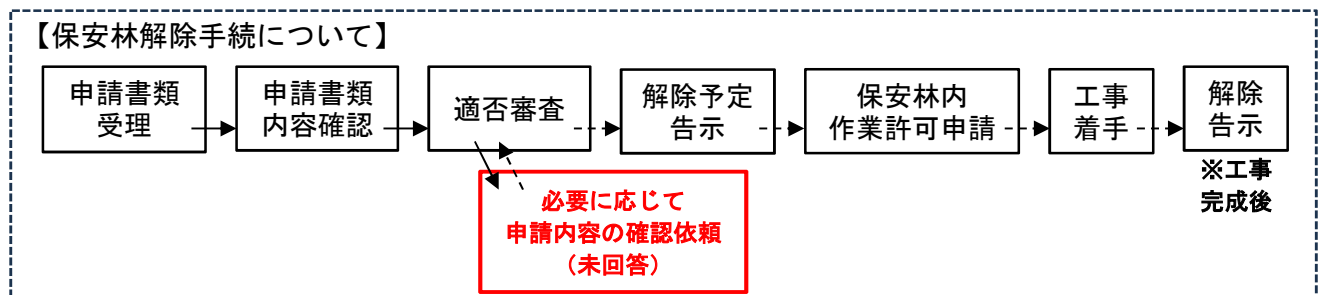 【保安林解除手続について】
申請書類
受理
申請書類
内容確認
適否審査
解除予定
告示
保安林内
作業許可申請
工事
着手
解除
告示
※工事
完成後
必要に応じて
申請内容の確認依頼
（未回答）